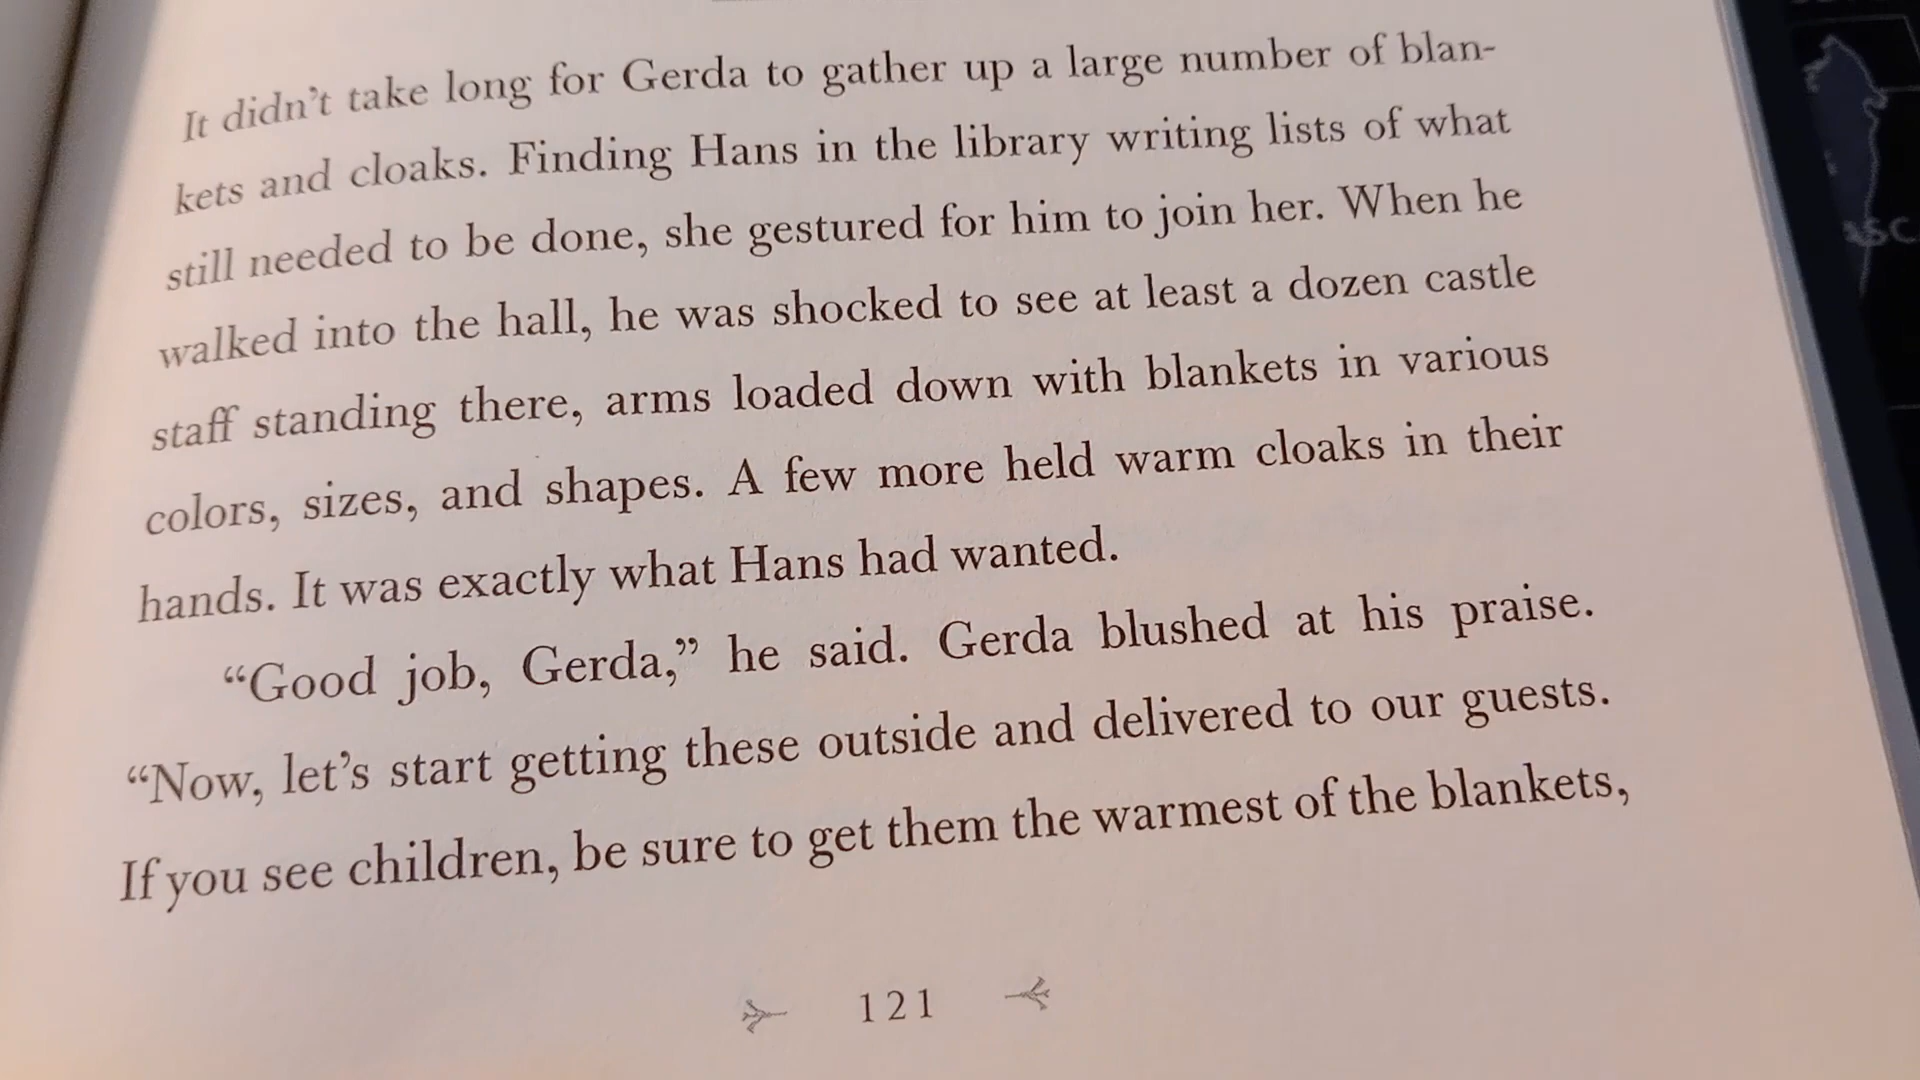 It didn’t take long for Gerda to gather up a large number of blan-
kets and cloaks. Finding Hans in the library writing lists of what
still needed to be done, she gestured for him to join her. When he
walked into the hall, he was shocked to see at least a dozen castle
staff standing there, arms loaded down with blankets in various
colors, sizes, and shapes. A few more held warm cloaks in their
hands. It was exactly what Hans had wanted.
“Good job, Gerda,” he said. Gerda blushed at his praise.
“Now, let’s start getting these outside and delivered to our guests.
If you see children, be sure to get them the warmest of the blankets,
121